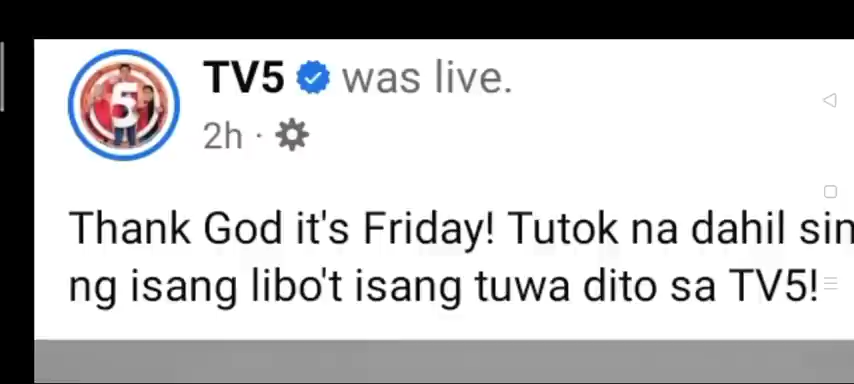 TV5 was live.
2h ·
Thank God it's Friday! Tutok na dahil
ng isang libo't isang tuwa dito sa TV5!
5